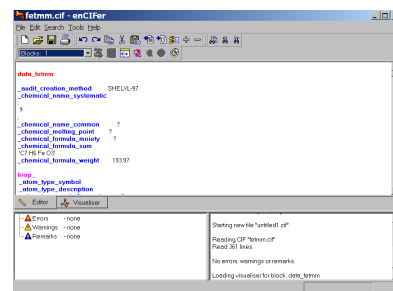 fetmm.cif - enCIFer
File Edit Search Tools Help
Blocks: 1
data_fetmm
_audit_creation_method SHELXL-97
_chemical_name_systematic
;
?
;
_chemical_name_common ?
_chemical_melting_point ?
_chemical_formula_moiety ?
_chemical_formula_sum
'C7 H6 Fe O3'
_chemical_formula_weight 193.97
loop_
_atom_type_symbol
_atom_type_description
Editor Visualiser
Errors - none
Warnings - none
Remarks - none
Starting new file "untitled1.cif"
Reading CIF "fetmm.cif"
Read 361 lines.
No errors, warnings or remarks.
Loading visualiser for block: data_fetmm